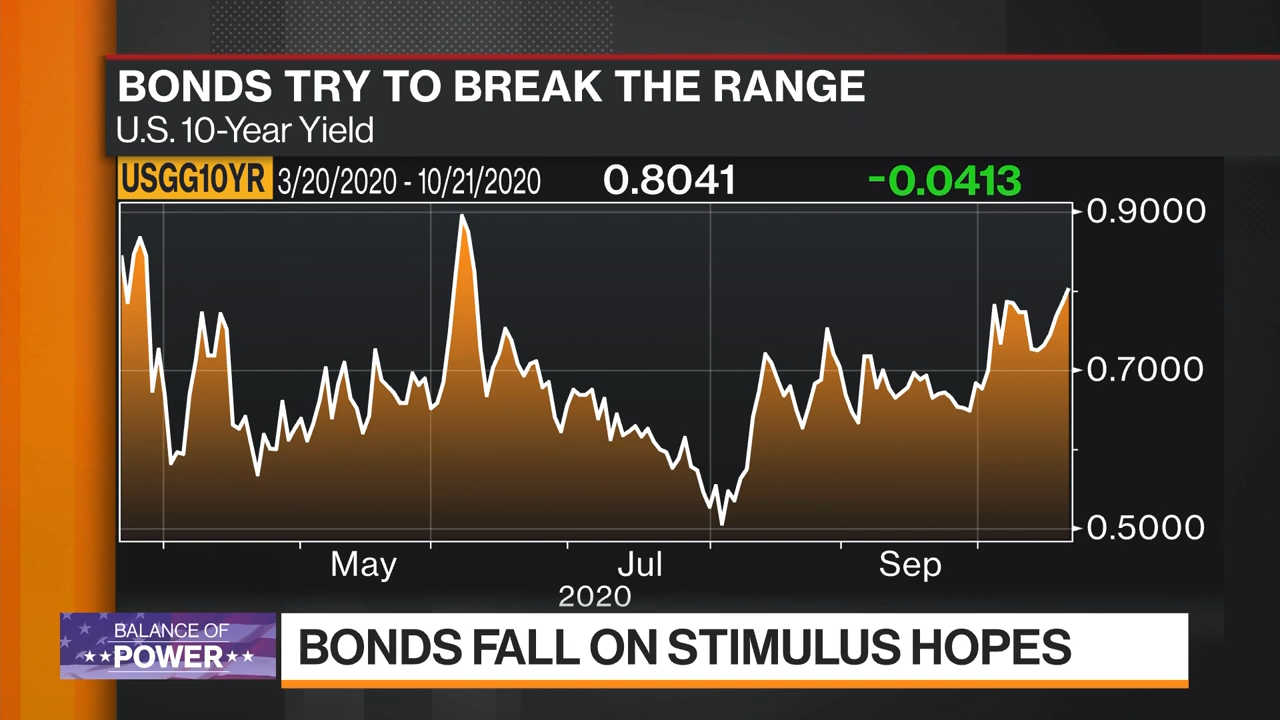 BONDS TRY TO BREAK THE RANGE
U.S. 10-Year Yield
USGG10YR 3/20/2020 - 10/21/2020 0.8041 -0.0413
0.9000
0.7000
0.5000
May Jul Sep
2020
BALANCE OF
POWER
BONDS FALL ON STIMULUS HOPES